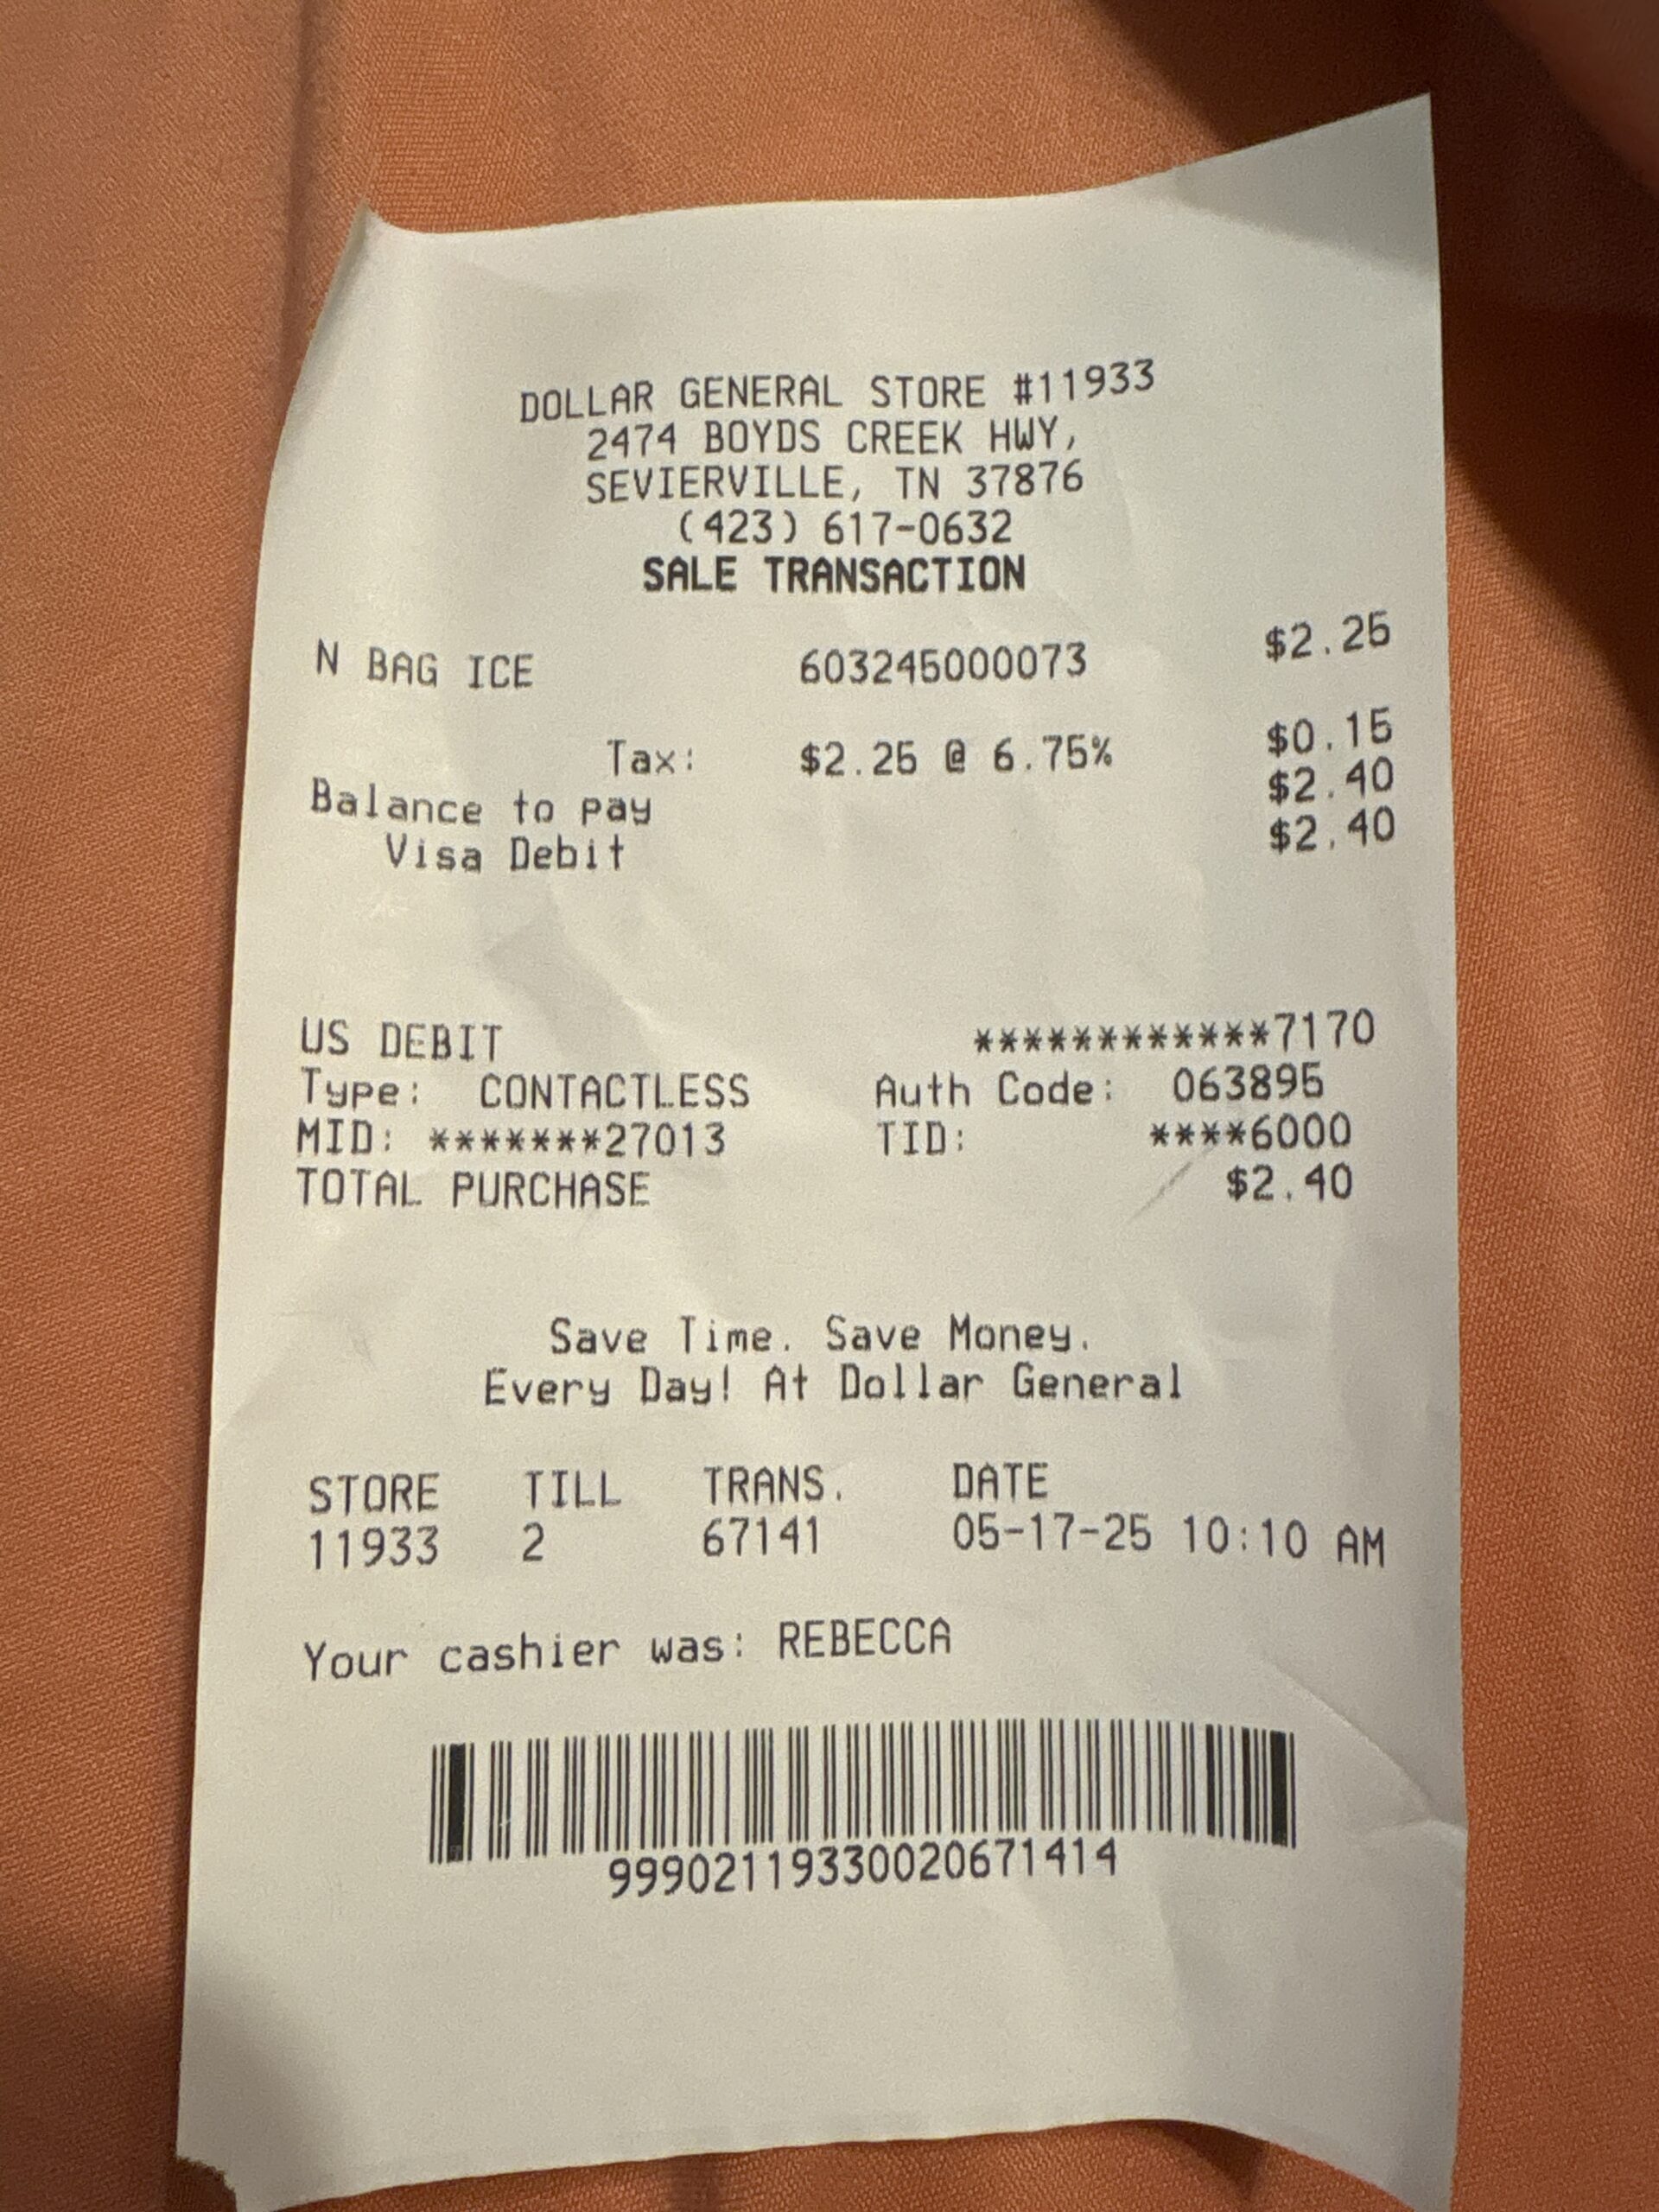 DOLLAR GENERAL STORE #11933
2474 BOYDS CREEK HWY,
SEVIERVILLE, TN 37876
(423) 617-0632
SALE TRANSACTION
N BAG ICE 603245000073 $2.25
Tax: $2.25 @ 6.75% $0.15
Balance to pay $2.40
Visa Debit $2.40
US DEBIT ************7170
Type: CONTACTLESS Auth Code: 063895
MID: *******27013 TID: ****6000
TOTAL PURCHASE $2.40
Save Time. Save Money.
Every Day! At Dollar General
STORE TILL TRANS. DATE
11933 2 67141 05-17-25 10:10 AM
Your cashier was: REBECCA
99902119330020671414